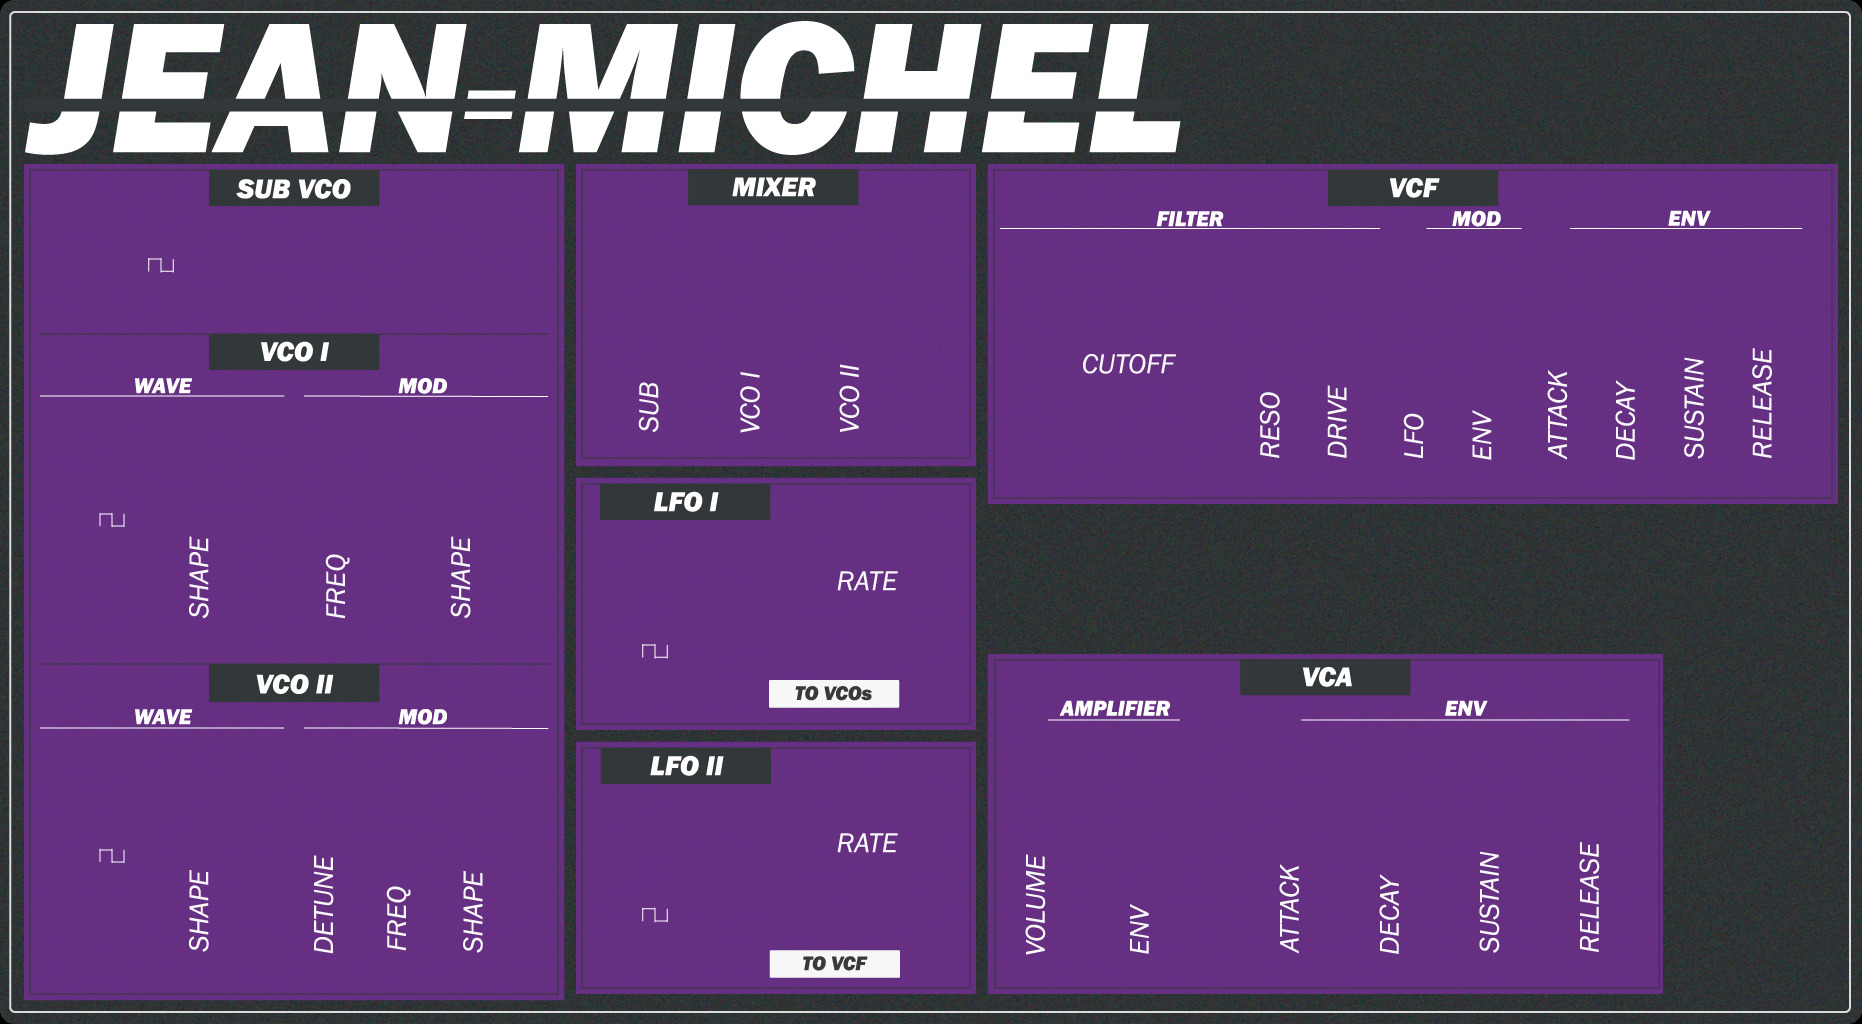 JEAN-MICHEL
SUB VCO
VCO I
WAVE MOD
SHAPE FREQ SHAPE
VCO II
WAVE MOD
SHAPE DETUNE FREQ SHAPE
MIXER
SUB VCO I VCO II
LFO I
RATE
TO VCOs
LFO II
RATE
TO VCF
VCF
FILTER MOD ENV
CUTOFF
RESO DRIVE LFO ENV ATTACK DECAY SUSTAIN RELEASE
VCA
AMPLIFIER ENV
VOLUME ENV ATTACK DECAY SUSTAIN RELEASE